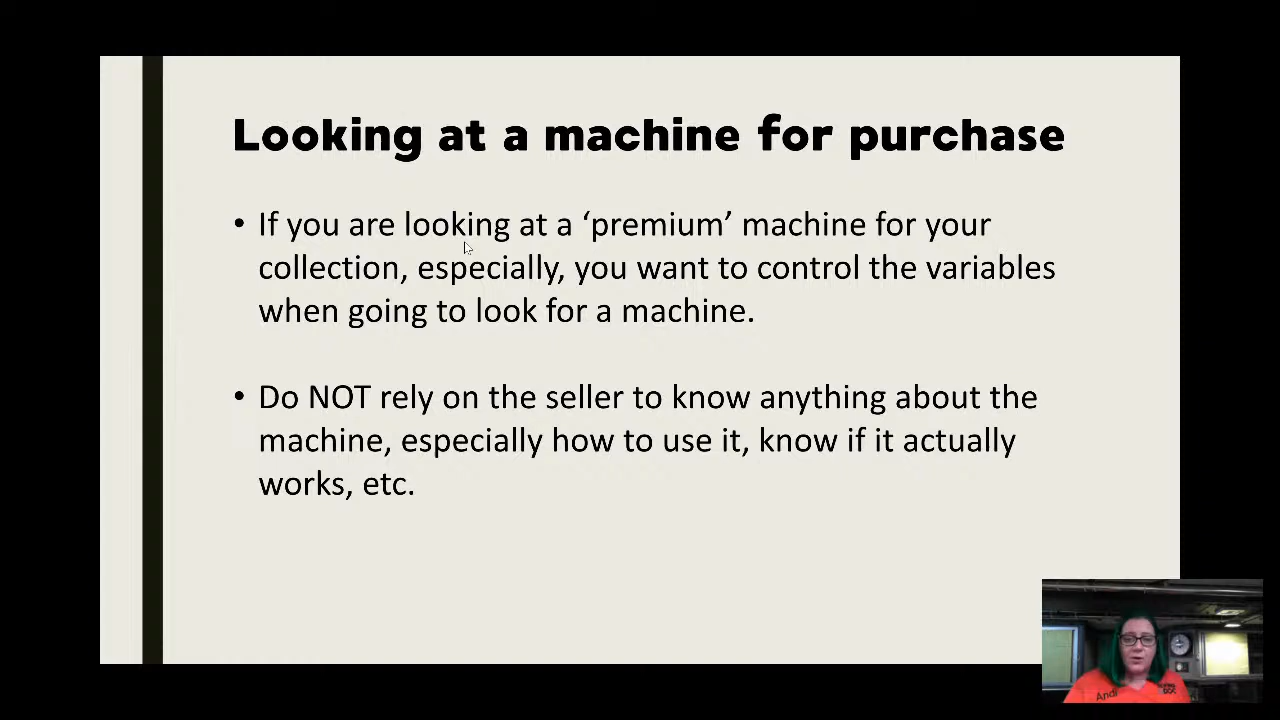 Looking at a machine for purchase
• If you are looking at a ‘premium’ machine for your
collection, especially, you want to control the variables
when going to look for a machine.
• Do NOT rely on the seller to know anything about the
machine, especially how to use it, know if it actually
works, etc.
Andi
DOC